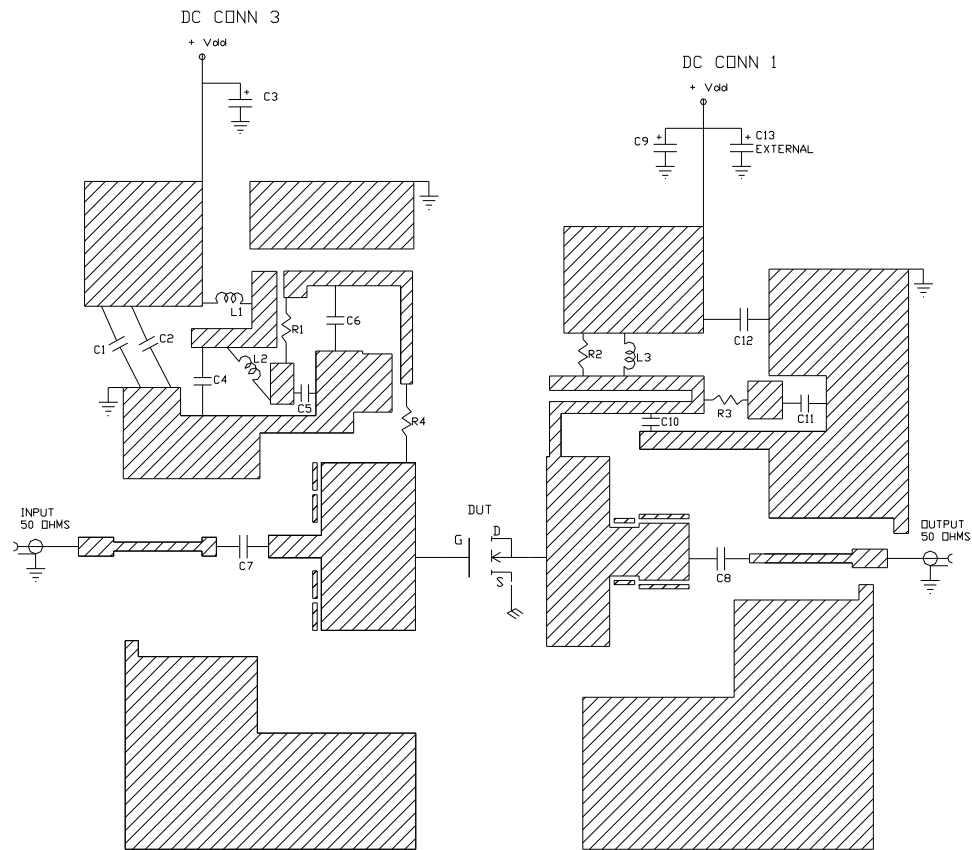 DC CONN 3
+ Vdd
+ C3
DC CONN 1
+ Vdd
C9 +
+ C13
EXTERNAL
L1
C1
C2
R1
C6
L2
C4
C5
R4
R2
L3
C12
R3
C11
C10
INPUT
50 OHMS
C7
DUT
G
D
S
C8
OUTPUT
50 OHMS